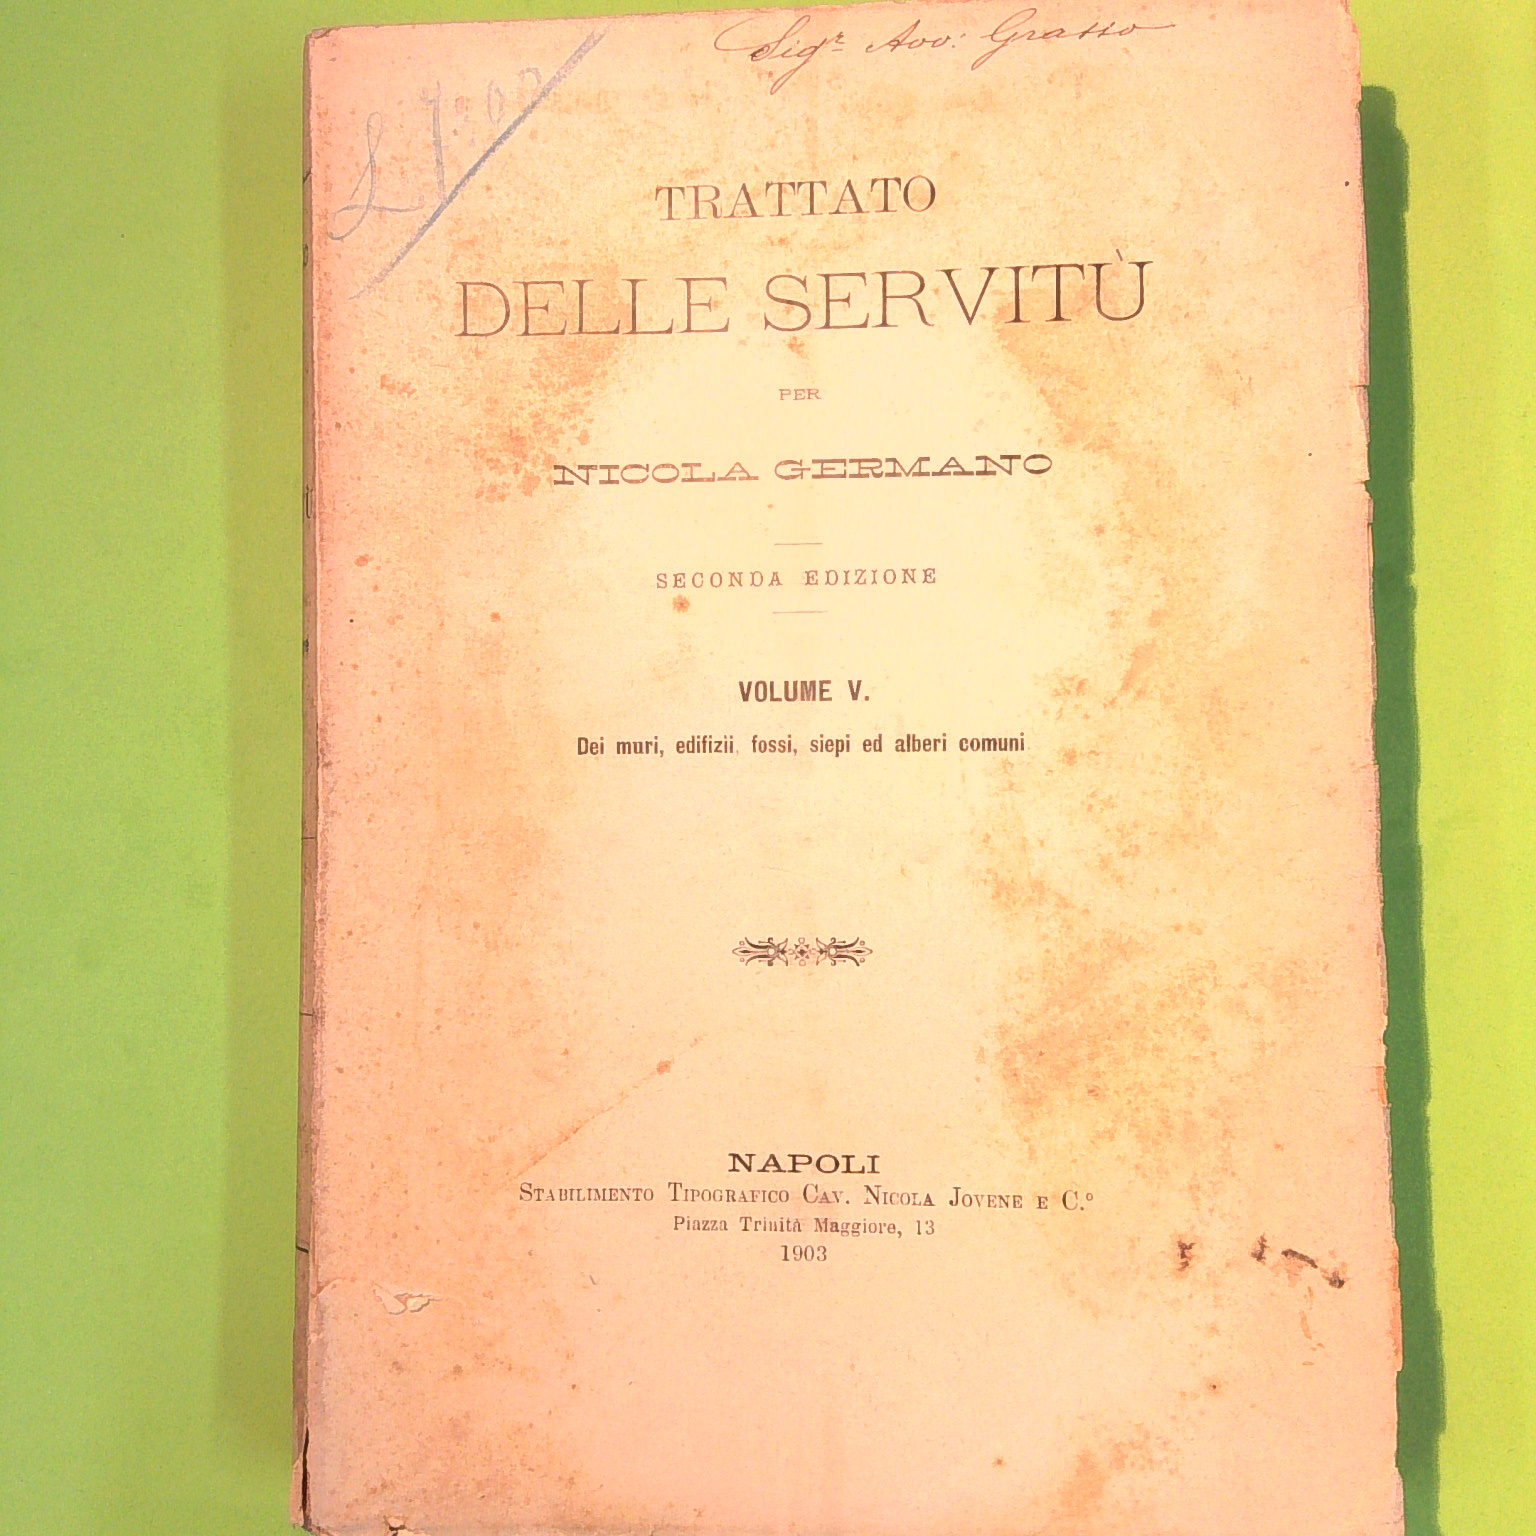 Sigr Avv: Grasso
TRATTATO
DELLE SERVITÙ
PER
NICOLA GERMANO
SECONDA EDIZIONE
VOLUME V.
Dei muri, edifizii, fossi, siepi ed alberi comuni
NAPOLI
STABILIMENTO TIPOGRAFICO CAV. NICOLA JOVENE E C.º
Piazza Trinità Maggiore, 13
1903